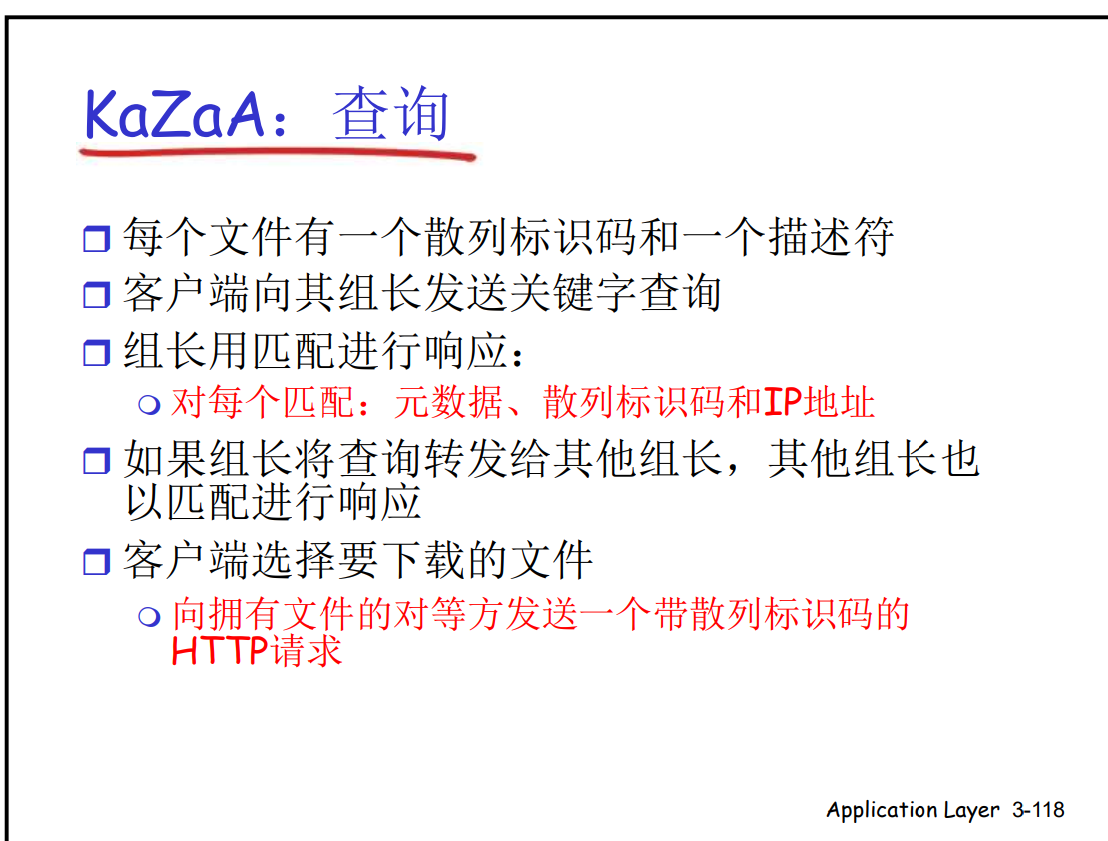 KaZaA：查询
每个文件有一个散列标识码和一个描述符
客户端向其组长发送关键字查询
组长用匹配进行响应：
对每个匹配：元数据、散列标识码和IP地址
如果组长将查询转发给其他组长，其他组长也
以匹配进行响应
客户端选择要下载的文件
向拥有文件的对等方发送一个带散列标识码的
HTTP请求
Application Layer 3-118